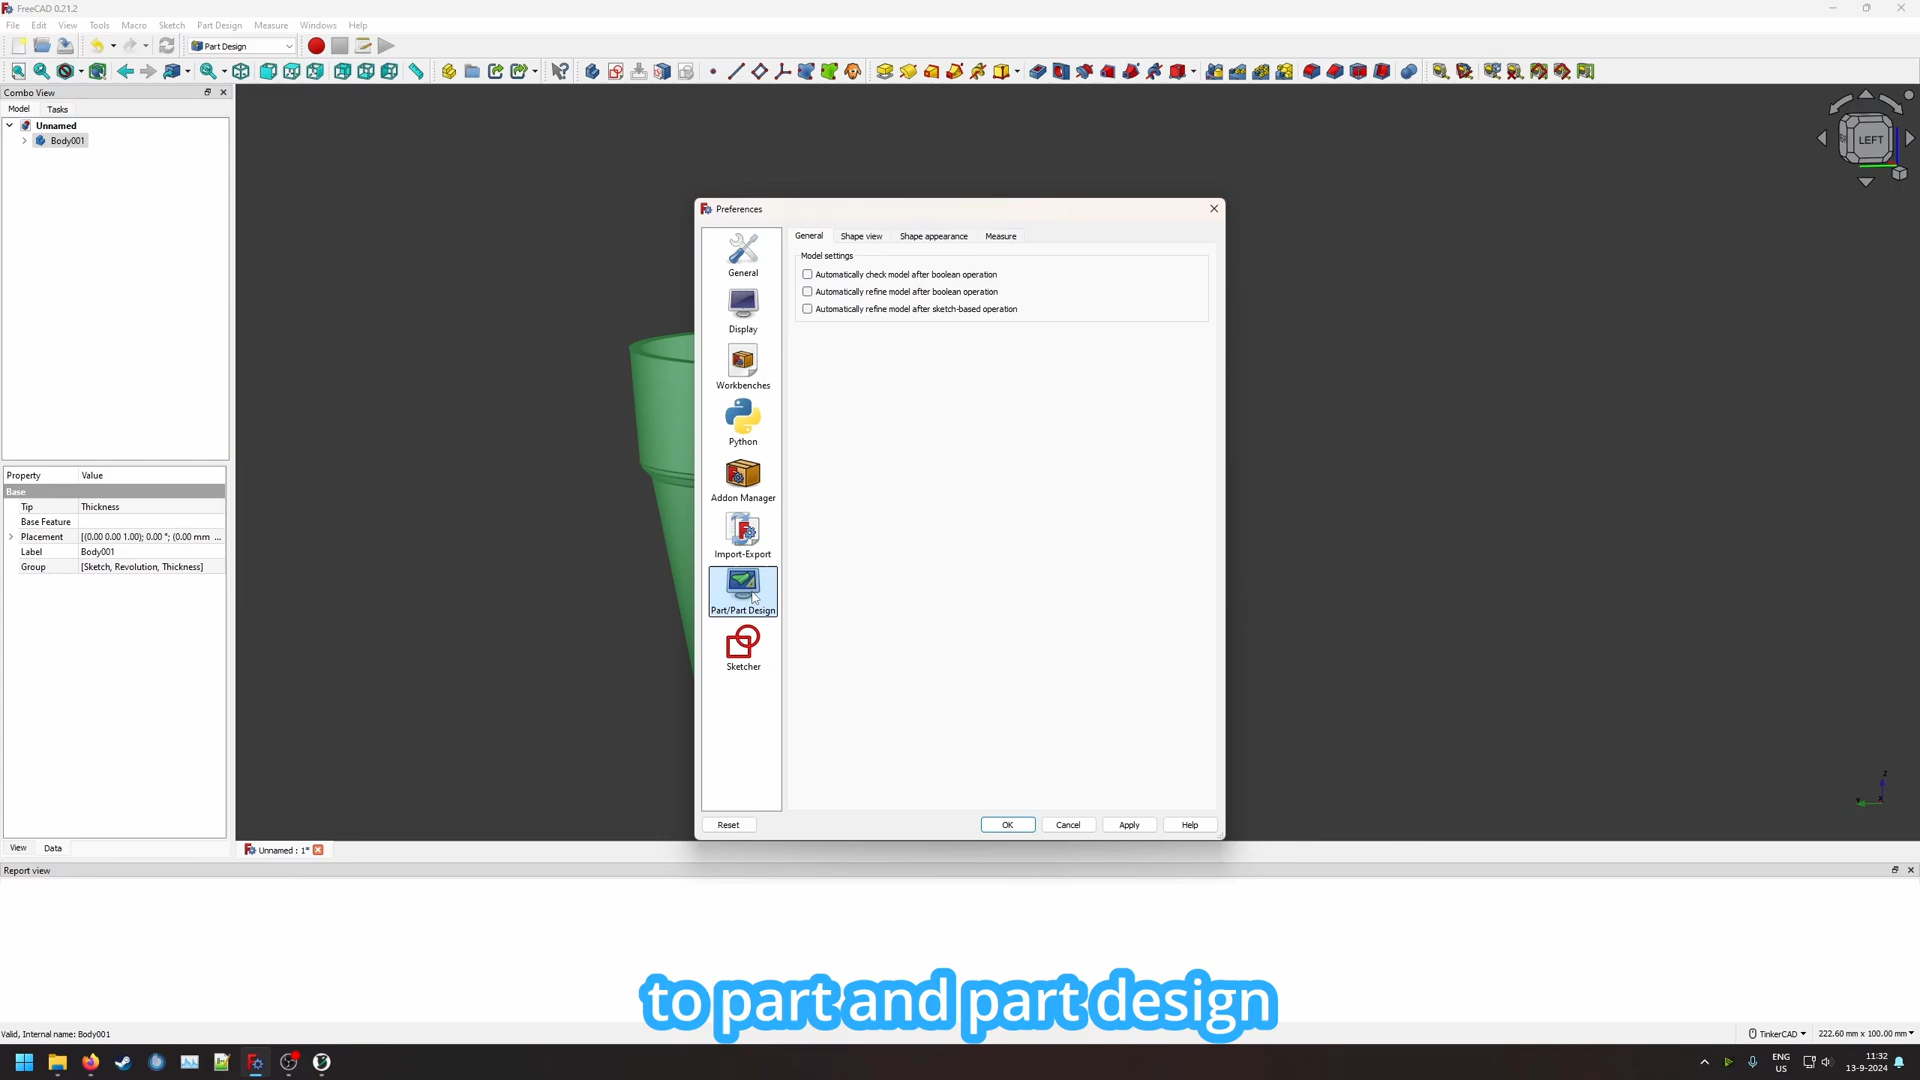 FreeCAD 0.21.2
File Edit View Tools Macro Sketch Part Design Measure Windows Help
Part Design
Combo View
Model Tasks
Unnamed
Body001
Property Value
Base
Tip Thickness
Base Feature
Placement [(0.00 0.00 1.00); 0.00 °; (0.00 mm ...
Label Body001
Group [Sketch, Revolution, Thickness]
View Data
LEFT
Preferences
General
Display
Workbenches
Python
Addon Manager
Import-Export
Part/Part Design
Sketcher
General Shape view Shape appearance Measure
Model settings
Automatically check model after boolean operation
Automatically refine model after boolean operation
Automatically refine model after sketch-based operation
Reset OK Cancel Apply Help
Z
Y X
Unnamed : 1*
Report view
to part and part design
Valid, Internal name: Body001
TinkerCAD 222.60 mm x 100.00 mm
ENG
US
11:32
13-9-2024